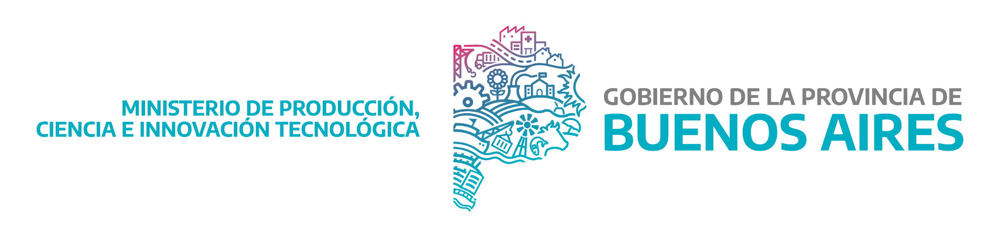 MINISTERIO DE PRODUCCIÓN,
CIENCIA E INNOVACIÓN TECNOLÓGICA
GOBIERNO DE LA PROVINCIA DE
BUENOS AIRES